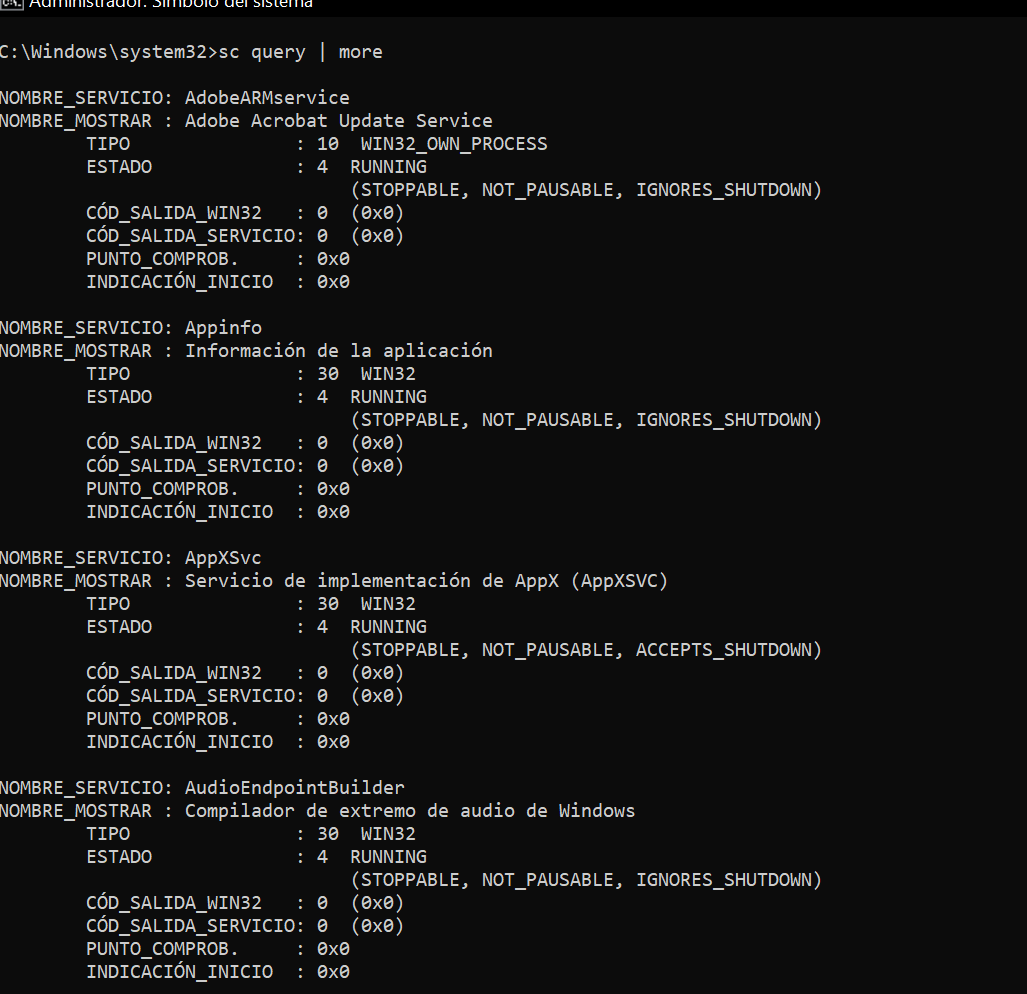 Administrador: Símbolo del sistema
C:\Windows\system32>sc query | more
NOMBRE_SERVICIO: AdobeARMservice
NOMBRE_MOSTRAR : Adobe Acrobat Update Service
TIPO               : 10  WIN32_OWN_PROCESS
ESTADO             : 4  RUNNING
(STOPPABLE, NOT_PAUSABLE, IGNORES_SHUTDOWN)
CÓD_SALIDA_WIN32   : 0  (0x0)
CÓD_SALIDA_SERVICIO: 0  (0x0)
PUNTO_COMPROB.     : 0x0
INDICACIÓN_INICIO  : 0x0
NOMBRE_SERVICIO: Appinfo
NOMBRE_MOSTRAR : Información de la aplicación
TIPO               : 30  WIN32
ESTADO             : 4  RUNNING
(STOPPABLE, NOT_PAUSABLE, IGNORES_SHUTDOWN)
CÓD_SALIDA_WIN32   : 0  (0x0)
CÓD_SALIDA_SERVICIO: 0  (0x0)
PUNTO_COMPROB.     : 0x0
INDICACIÓN_INICIO  : 0x0
NOMBRE_SERVICIO: AppXSvc
NOMBRE_MOSTRAR : Servicio de implementación de AppX (AppXSVC)
TIPO               : 30  WIN32
ESTADO             : 4  RUNNING
(STOPPABLE, NOT_PAUSABLE, ACCEPTS_SHUTDOWN)
CÓD_SALIDA_WIN32   : 0  (0x0)
CÓD_SALIDA_SERVICIO: 0  (0x0)
PUNTO_COMPROB.     : 0x0
INDICACIÓN_INICIO  : 0x0
NOMBRE_SERVICIO: AudioEndpointBuilder
NOMBRE_MOSTRAR : Compilador de extremo de audio de Windows
TIPO               : 30  WIN32
ESTADO             : 4  RUNNING
(STOPPABLE, NOT_PAUSABLE, IGNORES_SHUTDOWN)
CÓD_SALIDA_WIN32   : 0  (0x0)
CÓD_SALIDA_SERVICIO: 0  (0x0)
PUNTO_COMPROB.     : 0x0
INDICACIÓN_INICIO  : 0x0